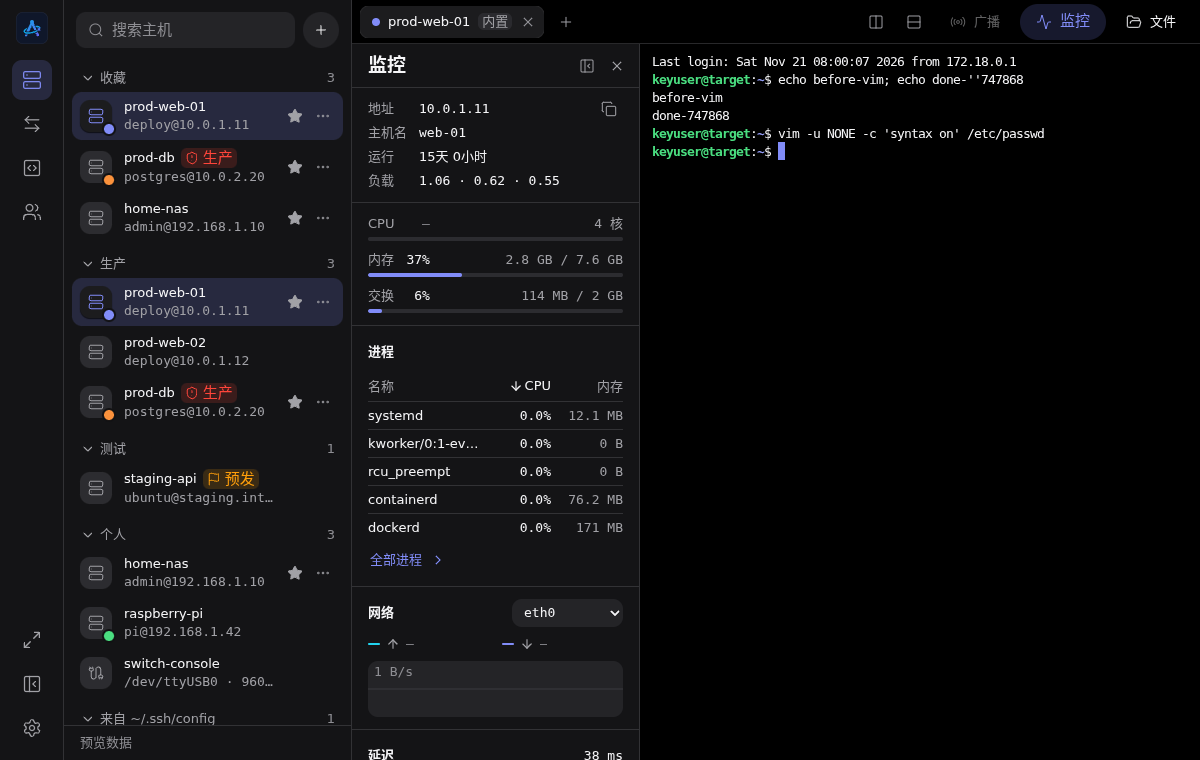 搜索主机
收藏 3
prod-web-01
deploy@10.0.1.11
prod-db 生产
postgres@10.0.2.20
home-nas
admin@192.168.1.10
生产 3
prod-web-01
deploy@10.0.1.11
prod-web-02
deploy@10.0.1.12
prod-db 生产
postgres@10.0.2.20
测试 1
staging-api 预发
ubuntu@staging.int…
个人 3
home-nas
admin@192.168.1.10
raspberry-pi
pi@192.168.1.42
switch-console
/dev/ttyUSB0 · 960…
来自 ~/.ssh/config 1
预览数据
prod-web-01 内置
广播 监控 文件
监控
地址 10.0.1.11
主机名 web-01
运行 15天 0小时
负载 1.06 · 0.62 · 0.55
CPU — 4 核
内存 37% 2.8 GB / 7.6 GB
交换 6% 114 MB / 2 GB
进程
名称 CPU 内存
systemd 0.0% 12.1 MB
kworker/0:1-ev… 0.0% 0 B
rcu_preempt 0.0% 0 B
containerd 0.0% 76.2 MB
dockerd 0.0% 171 MB
全部进程
网络 eth0
— —
1 B/s
延迟 38 ms
Last login: Sat Nov 21 08:00:07 2026 from 172.18.0.1
keyuser@target:~$ echo before-vim; echo done-''747868
before-vim
done-747868
keyuser@target:~$ vim -u NONE -c 'syntax on' /etc/passwd
keyuser@target:~$